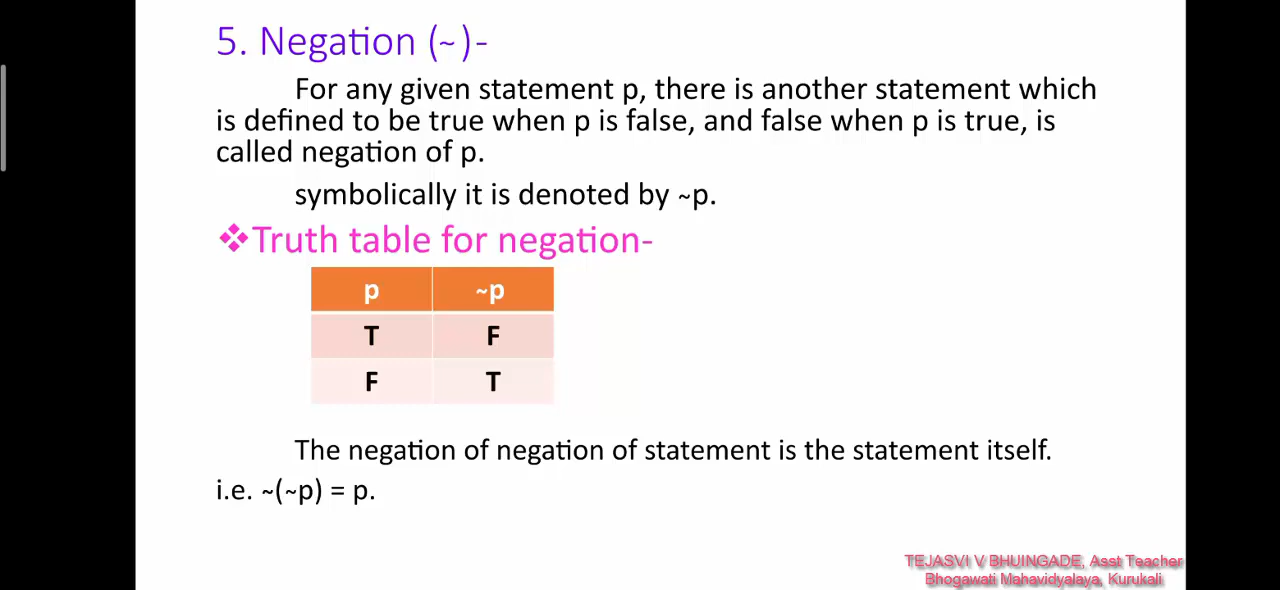 5. Negation (~)-
For any given statement p, there is another statement which
is defined to be true when p is false, and false when p is true, is
called negation of p.
symbolically it is denoted by ~p.
❖Truth table for negation-
p ~p
T F
F T
The negation of negation of statement is the statement itself.
i.e. ~(~p) = p.
TEJASVI V BHUINGADE, Asst Teacher
Bhogawati Mahavidyalaya, Kurukali